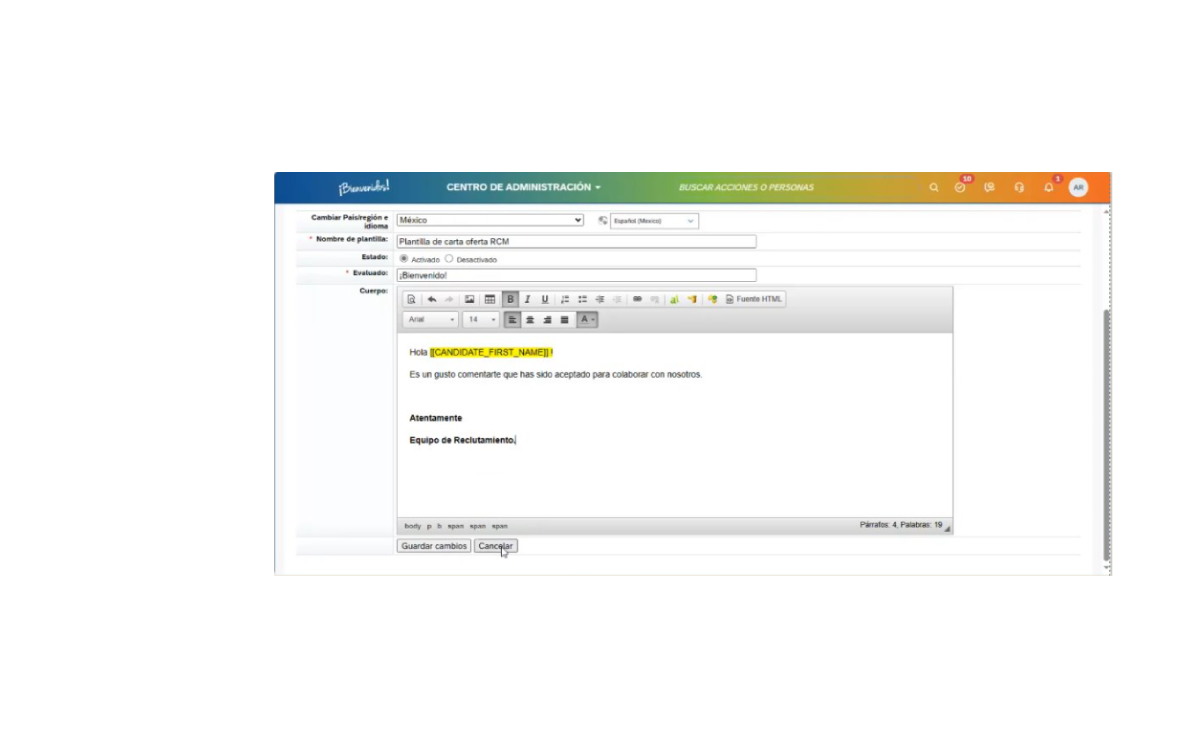 ¡Bienvenidos! CENTRO DE ADMINISTRACIÓN BUSCAR ACCIONES O PERSONAS 10 1 AR
Cambiar País/región e idioma México Español (Mexico)
* Nombre de plantilla: Plantilla de carta oferta RCM
Estado: Activado Desactivado
* Evaluado: ¡Bienvenido!
Cuerpo: B I U Fuente HTML
Arial 14 A
Hola [[CANDIDATE_FIRST_NAME]] !
Es un gusto comentarte que has sido aceptado para colaborar con nosotros.
Atentamente
Equipo de Reclutamiento.
body p b span span span Párrafos: 4, Palabras: 19
Guardar cambios Cancelar